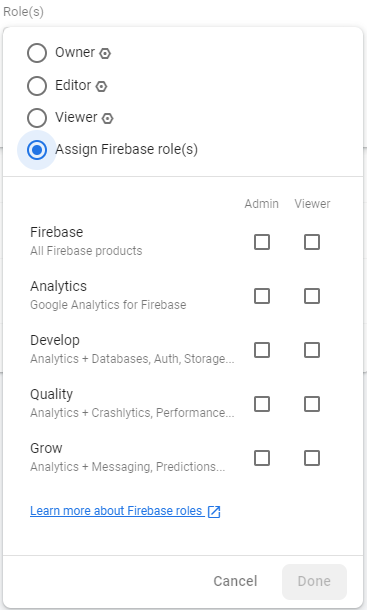 Role(s)
Owner
Editor
Viewer
Assign Firebase role(s)
Admin Viewer
Firebase
All Firebase products
Analytics
Google Analytics for Firebase
Develop
Analytics + Databases, Auth, Storage...
Quality
Analytics + Crashlytics, Performance...
Grow
Analytics + Messaging, Predictions...
Learn more about Firebase roles
Cancel Done